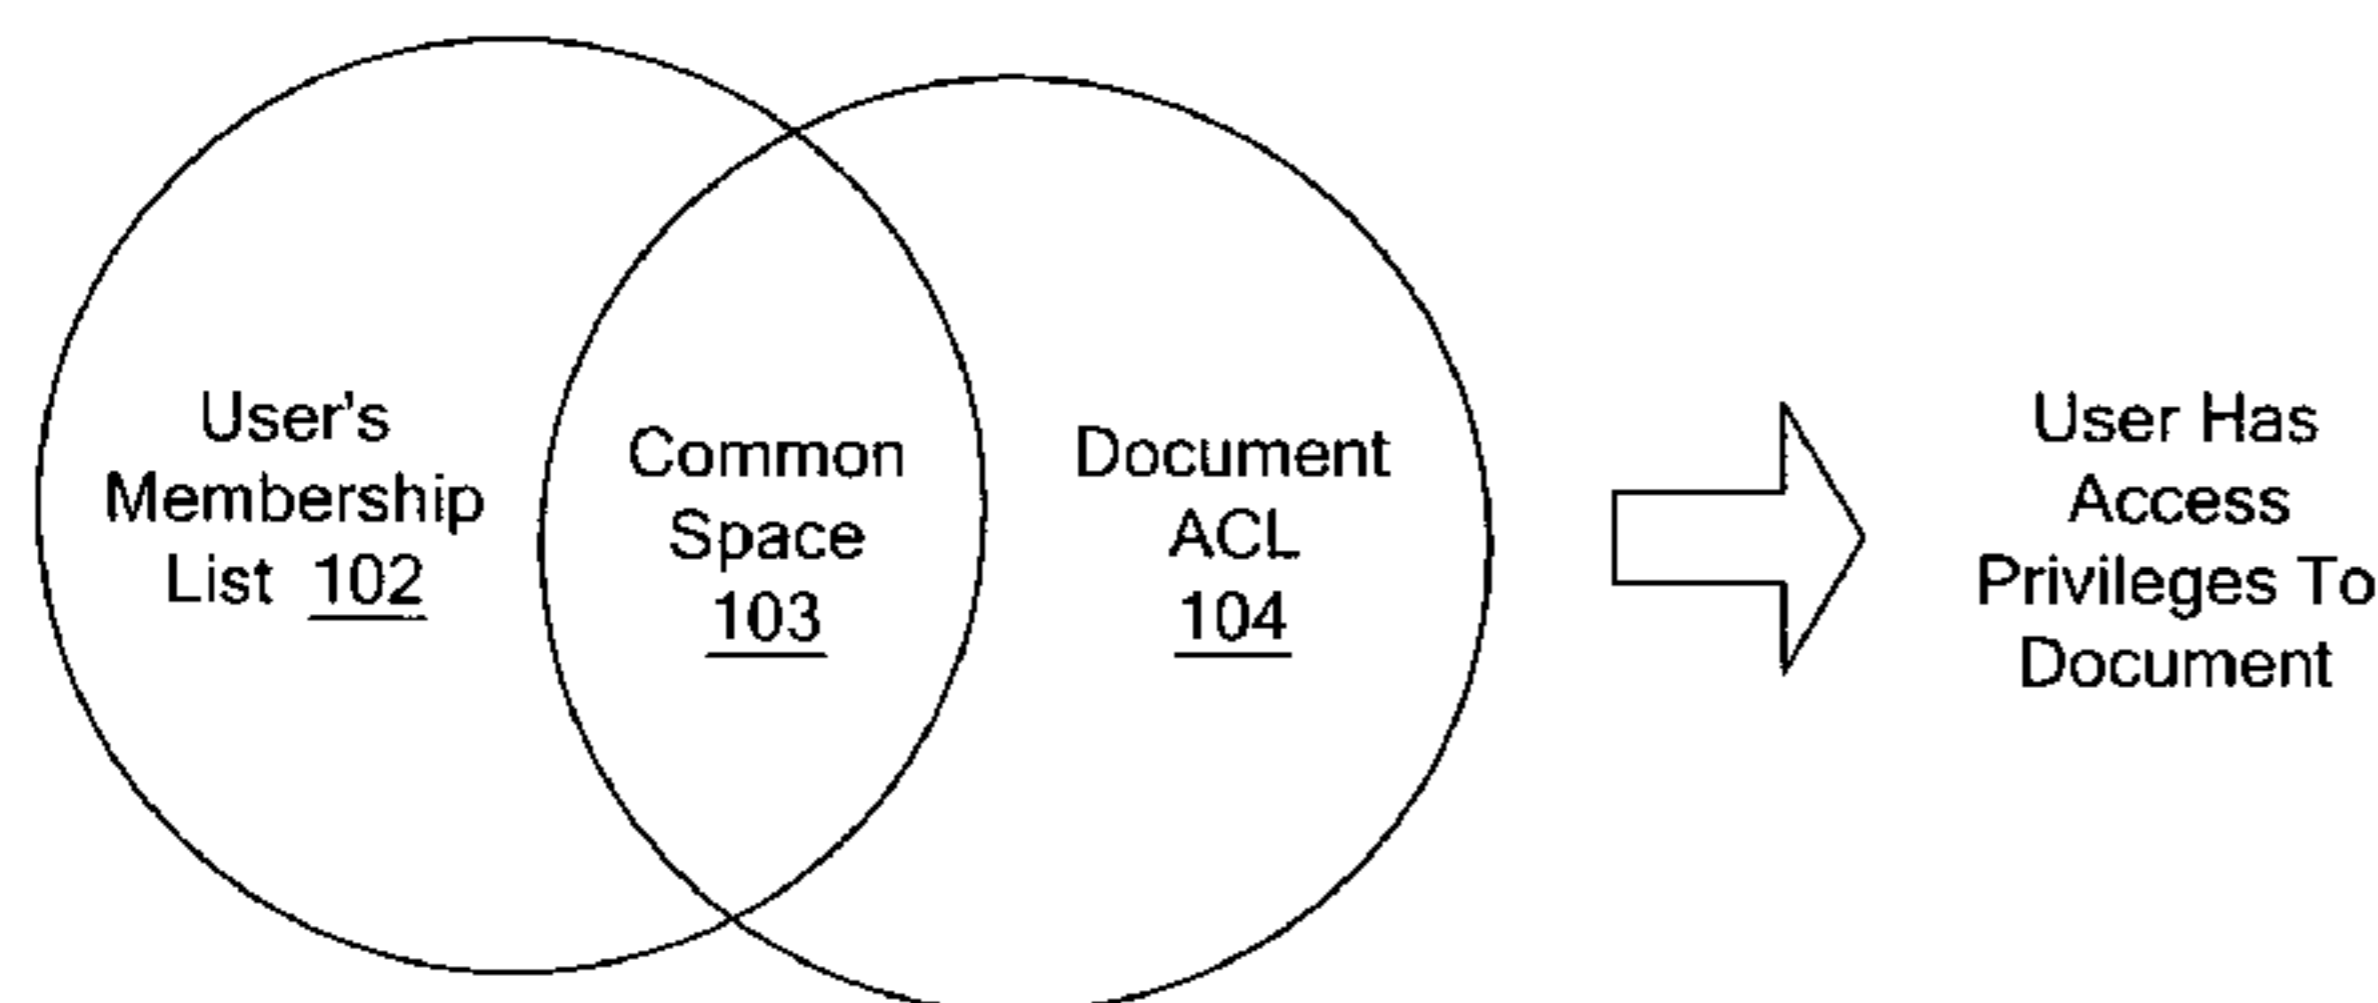 User's
Membership
List 102
Common
Space
103
Document
ACL
104
User Has
Access
Privileges To
Document